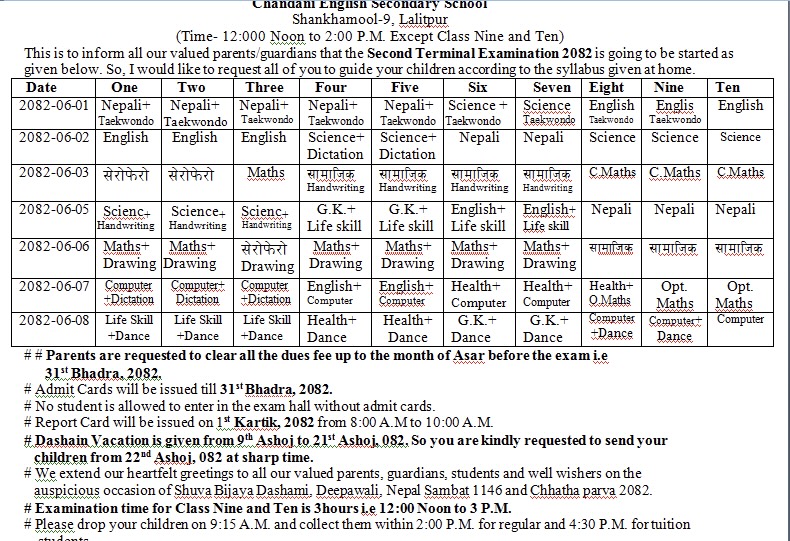 Chandani English Secondary School
Shankhamool-9, Lalitpur
(Time- 12:000 Noon to 2:00 P.M. Except Class Nine and Ten)
This is to inform all our valued parents/guardians that the Second Terminal Examination 2082 is going to be started as
given below. So, I would like to request all of you to guide your children according to the syllabus given at home.
Date One Two Three Four Five Six Seven Eight Nine Ten
2082-06-01 Nepali+ Nepali+ Nepali+ Nepali+ Nepali+ Science + Science English Englis English
Taekwondo Taekwondo Taekwondo Taekwondo Taekwondo Taekwondo Taekwondo Taekwondo Taekwondo
2082-06-02 English English English Science+ Science+ Nepali Nepali Science Science Science
Dictation Dictation
2082-06-03 सेरोफेरो सेरोफेरो Maths सामाजिक सामाजिक सामाजिक सामाजिक C.Maths C.Maths C.Maths
Handwriting Handwriting Handwriting Handwriting
2082-06-05 Scienc+ Science+ Scienc+ G.K.+ G.K.+ English+ English+ Nepali Nepali Nepali
Handwriting Handwriting Handwriting Life skill Life skill Life skill Life skill
2082-06-06 Maths+ Maths+ सेरोफेरो Maths+ Maths+ Maths+ Maths+ सामाजिक सामाजिक सामाजिक
Drawing Drawing Drawing Drawing Drawing Drawing Drawing
2082-06-07 Computer Computer+ Computer English+ English+ Health+ Health+ Health+ Opt. Opt.
+Dictation Dictation +Dictation Computer Computer Computer Computer O.Maths Maths Maths
2082-06-08 Life Skill Life Skill Life Skill Health+ Health+ G.K.+ G.K.+ Computer Computer+ Computer
+Dance +Dance +Dance Dance Dance Dance Dance +Dance Dance
# # Parents are requested to clear all the dues fee up to the month of Asar before the exam i.e
31st Bhadra, 2082.
# Admit Cards will be issued till 31st Bhadra, 2082.
# No student is allowed to enter in the exam hall without admit cards.
# Report Card will be issued on 1st Kartik, 2082 from 8:00 A.M to 10:00 A.M.
# Dashain Vacation is given from 9th Ashoj to 21st Ashoj, 082. So you are kindly requested to send your
children from 22nd Ashoj, 082 at sharp time.
# We extend our heartfelt greetings to all our valued parents, guardians, students and well wishers on the
auspicious occasion of Shuva Bijaya Dashami, Deepawali, Nepal Sambat 1146 and Chhatha parva 2082.
# Examination time for Class Nine and Ten is 3hours i.e 12:00 Noon to 3 P.M.
# Please drop your children on 9:15 A.M. and collect them within 2:00 P.M. for regular and 4:30 P.M. for tuition
students